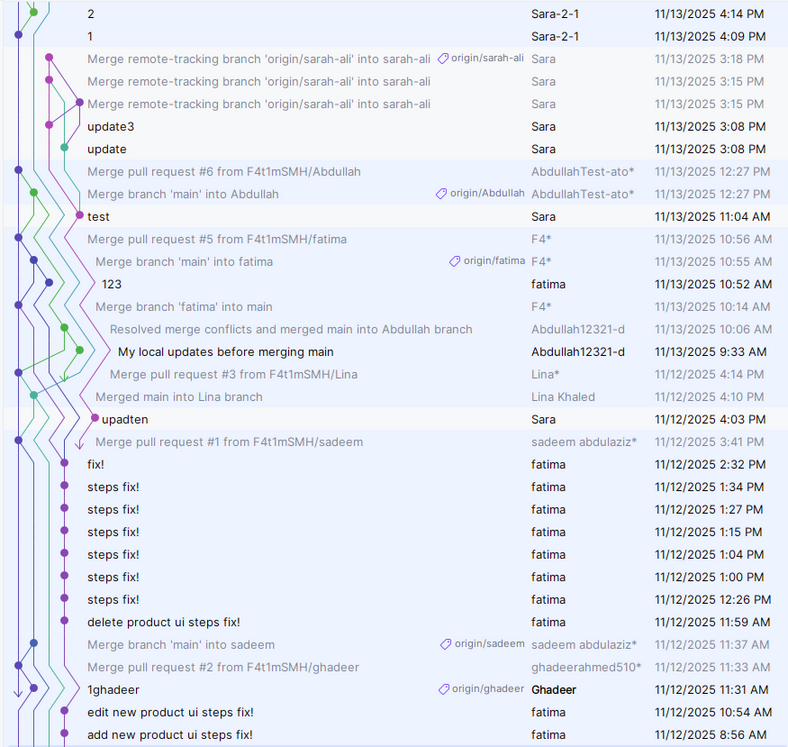 2 Sara-2-1 11/13/2025 4:14 PM
1 Sara-2-1 11/13/2025 4:09 PM
Merge remote-tracking branch 'origin/sarah-ali' into sarah-ali origin/sarah-ali Sara 11/13/2025 3:18 PM
Merge remote-tracking branch 'origin/sarah-ali' into sarah-ali Sara 11/13/2025 3:15 PM
Merge remote-tracking branch 'origin/sarah-ali' into sarah-ali Sara 11/13/2025 3:15 PM
update3 Sara 11/13/2025 3:08 PM
update Sara 11/13/2025 3:08 PM
Merge pull request #6 from F4t1mSMH/Abdullah AbdullahTest-ato* 11/13/2025 12:27 PM
Merge branch 'main' into Abdullah origin/Abdullah AbdullahTest-ato* 11/13/2025 12:27 PM
test Sara 11/13/2025 11:04 AM
Merge pull request #5 from F4t1mSMH/fatima F4* 11/13/2025 10:56 AM
Merge branch 'main' into fatima origin/fatima F4* 11/13/2025 10:55 AM
123 fatima 11/13/2025 10:52 AM
Merge branch 'fatima' into main F4* 11/13/2025 10:14 AM
Resolved merge conflicts and merged main into Abdullah branch Abdullah12321-d 11/13/2025 10:06 AM
My local updates before merging main Abdullah12321-d 11/13/2025 9:33 AM
Merge pull request #3 from F4t1mSMH/Lina Lina* 11/12/2025 4:14 PM
Merged main into Lina branch Lina Khaled 11/12/2025 4:10 PM
upadten Sara 11/12/2025 4:03 PM
Merge pull request #1 from F4t1mSMH/sadeem sadeem abdulaziz* 11/12/2025 3:41 PM
fix! fatima 11/12/2025 2:32 PM
steps fix! fatima 11/12/2025 1:34 PM
steps fix! fatima 11/12/2025 1:27 PM
steps fix! fatima 11/12/2025 1:15 PM
steps fix! fatima 11/12/2025 1:04 PM
steps fix! fatima 11/12/2025 1:00 PM
steps fix! fatima 11/12/2025 12:26 PM
delete product ui steps fix! fatima 11/12/2025 11:59 AM
Merge branch 'main' into sadeem origin/sadeem sadeem abdulaziz* 11/12/2025 11:37 AM
Merge pull request #2 from F4t1mSMH/ghadeer ghadeerahmed510* 11/12/2025 11:33 AM
1ghadeer origin/ghadeer Ghadeer 11/12/2025 11:31 AM
edit new product ui steps fix! fatima 11/12/2025 10:54 AM
add new product ui steps fix! fatima 11/12/2025 8:56 AM